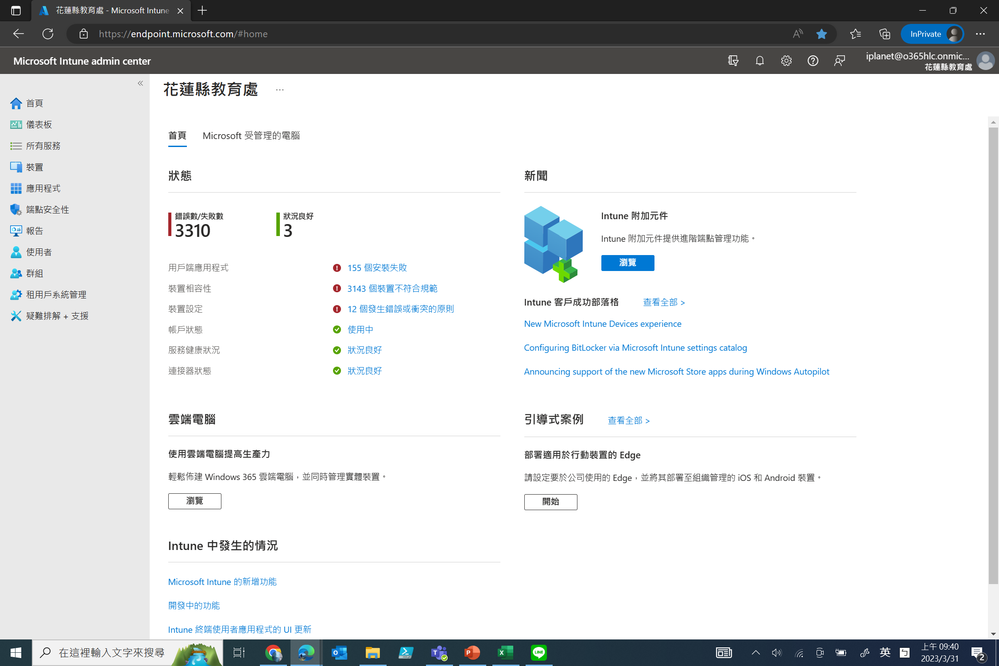 花蓮縣教育處 - Microsoft Intune
https://endpoint.microsoft.com/#home
InPrivate
Microsoft Intune admin center
iplanet@o365hlc.onmic...
花蓮縣教育處
首頁
儀表板
所有服務
裝置
應用程式
端點安全性
報告
使用者
群組
租用戶系統管理
疑難排解 + 支援
花蓮縣教育處 ...
首頁 Microsoft 受管理的電腦
狀態
錯誤數/失敗數 狀況良好
3310 3
用戶端應用程式 155 個安裝失敗
裝置相容性 3143 個裝置不符合規範
裝置設定 12 個發生錯誤或衝突的原則
帳戶狀態 使用中
服務健康狀況 狀況良好
連接器狀態 狀況良好
新聞
Intune 附加元件
Intune 附加元件提供進階端點管理功能。
瀏覽
Intune 客戶成功部落格 查看全部 >
New Microsoft Intune Devices experience
Configuring BitLocker via Microsoft Intune settings catalog
Announcing support of the new Microsoft Store apps during Windows Autopilot
雲端電腦
使用雲端電腦提高生產力
輕鬆佈建 Windows 365 雲端電腦，並同時管理實體裝置。
瀏覽
引導式案例 查看全部 >
部署適用於行動裝置的 Edge
請設定要於公司使用的 Edge，並將其部署至組織管理的 iOS 和 Android 裝置。
開始
Intune 中發生的情況
Microsoft Intune 的新增功能
開發中的功能
Intune 終端使用者應用程式的 UI 更新
在這裡輸入文字來搜尋
LINE
英
上午 09:40
2023/3/31
2